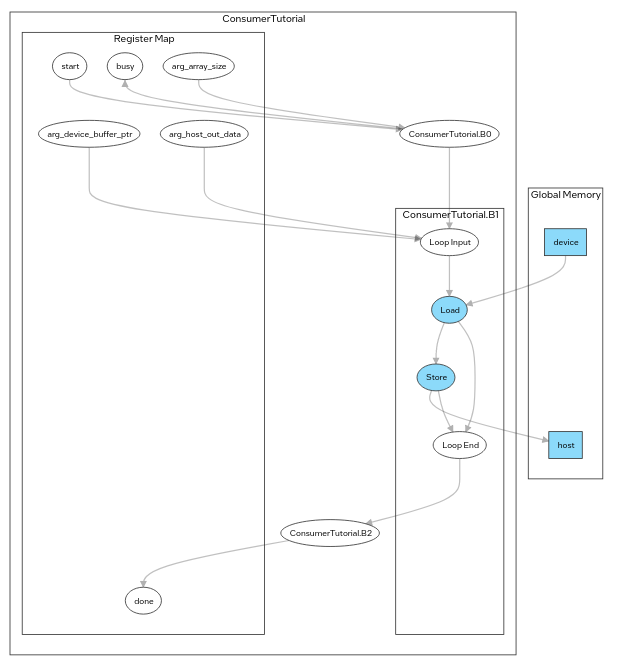 ConsumerTutorial
Register Map
start
busy
arg_array_size
arg_device_buffer_ptr
arg_host_out_data
ConsumerTutorial.B0
Global Memory
ConsumerTutorial.B1
Loop Input
device
Load
Store
Loop End
host
ConsumerTutorial.B2
done